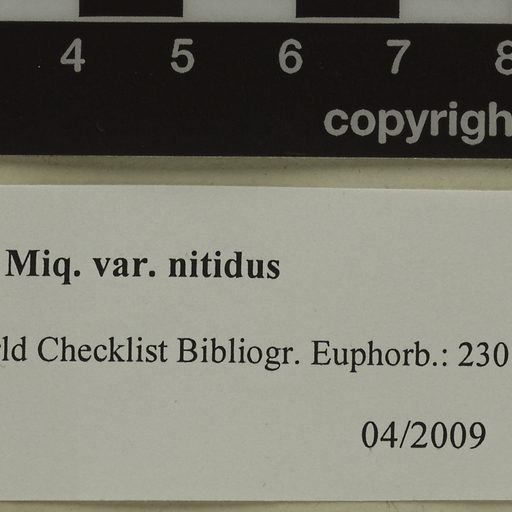 4 5 6 7 8
copyrigh
Miq. var. nitidus
ld Checklist Bibliogr. Euphorb.: 230
04/2009